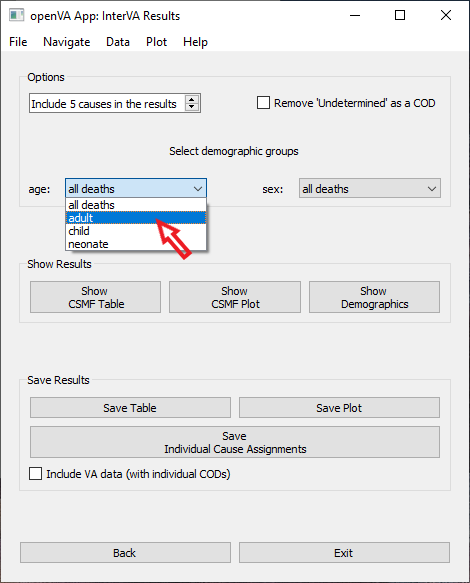 openVA App: InterVA Results
File Navigate Data Plot Help
Options
Include 5 causes in the results
Remove 'Undetermined' as a COD
Select demographic groups
age: all deaths sex: all deaths
all deaths
adult
child
neonate
Show Results
Show
CSMF Table
Show
CSMF Plot
Show
Demographics
Save Results
Save Table Save Plot
Save
Individual Cause Assignments
Include VA data (with individual CODs)
Back Exit